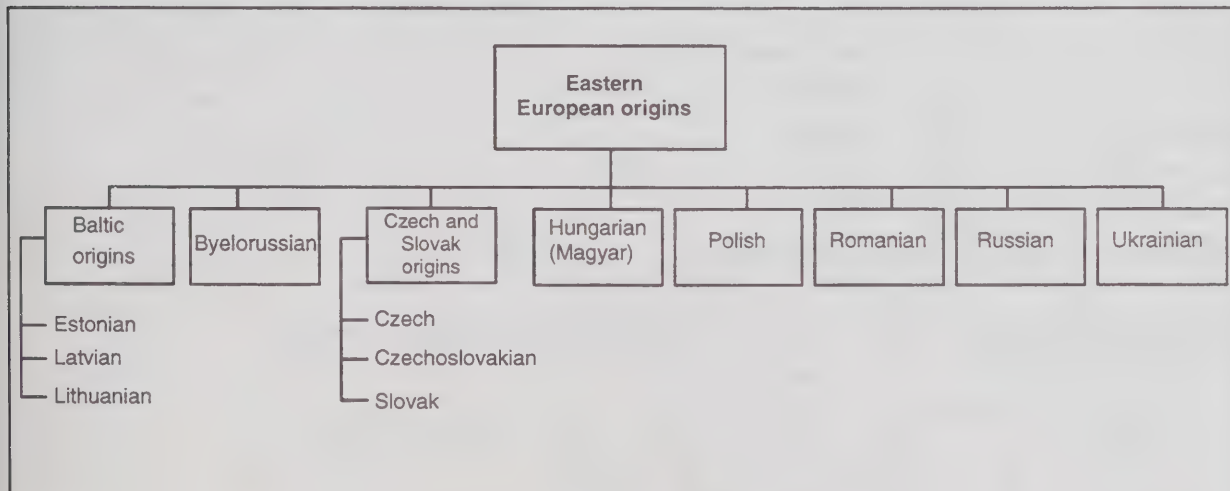 Eastern
European origins
Baltic
origins
Byelorussian
Czech and
Slovak
origins
Hungarian
(Magyar)
Polish
Romanian
Russian
Ukrainian
Estonian
Latvian
Lithuanian
Czech
Czechoslovakian
Slovak